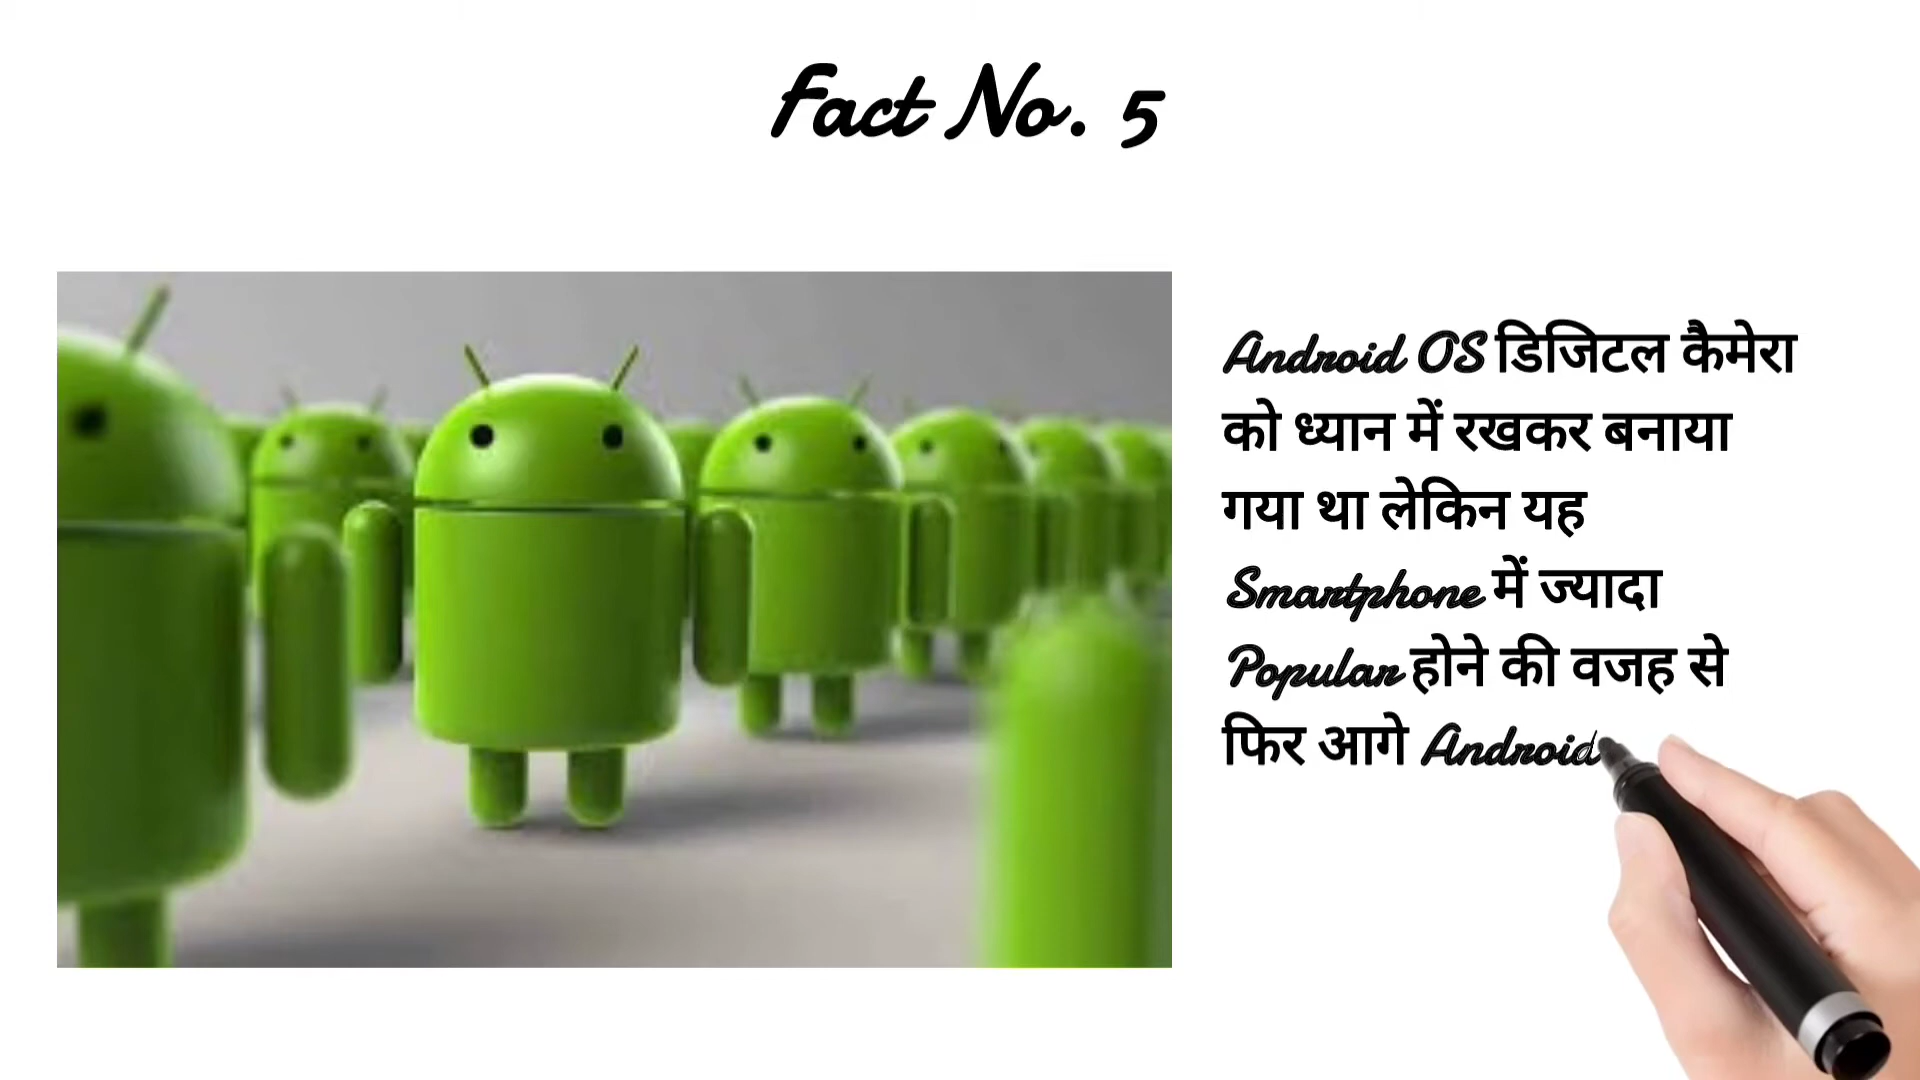 Fact No. 5
Android OS डिजिटल कैमेरा
को ध्यान में रखकर बनाया
गया था लेकिन यह
Smartphone में ज्यादा
Popular होने की वजह से
फिर आगे Android